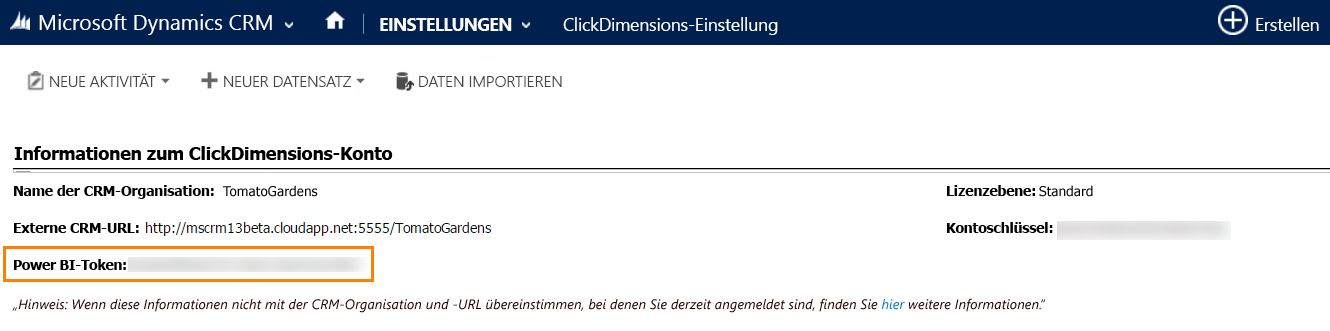 Microsoft Dynamics CRM EINSTELLUNGEN ClickDimensions-Einstellung Erstellen
NEUE AKTIVITÄT NEUER DATENSATZ DATEN IMPORTIEREN
Informationen zum ClickDimensions-Konto
Name der CRM-Organisation: TomatoGardens Lizenzebene: Standard
Externe CRM-URL: http://mscrm13beta.cloudapp.net:5555/TomatoGardens Kontoschlüssel:
Power BI-Token:
„Hinweis: Wenn diese Informationen nicht mit der CRM-Organisation und -URL übereinstimmen, bei denen Sie derzeit angemeldet sind, finden Sie hier weitere Informationen.“